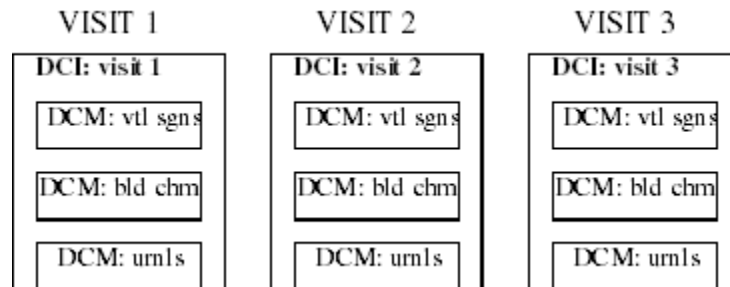 VISIT 1 VISIT 2 VISIT 3
DCI: visit 1 DCI: visit 2 DCI: visit 3
DCM: vtl sgns DCM: vtl sgns DCM: vtl sgns
DCM: bld chm DCM: bld chm DCM: bld chm
DCM: urnls DCM: urnls DCM: urnls